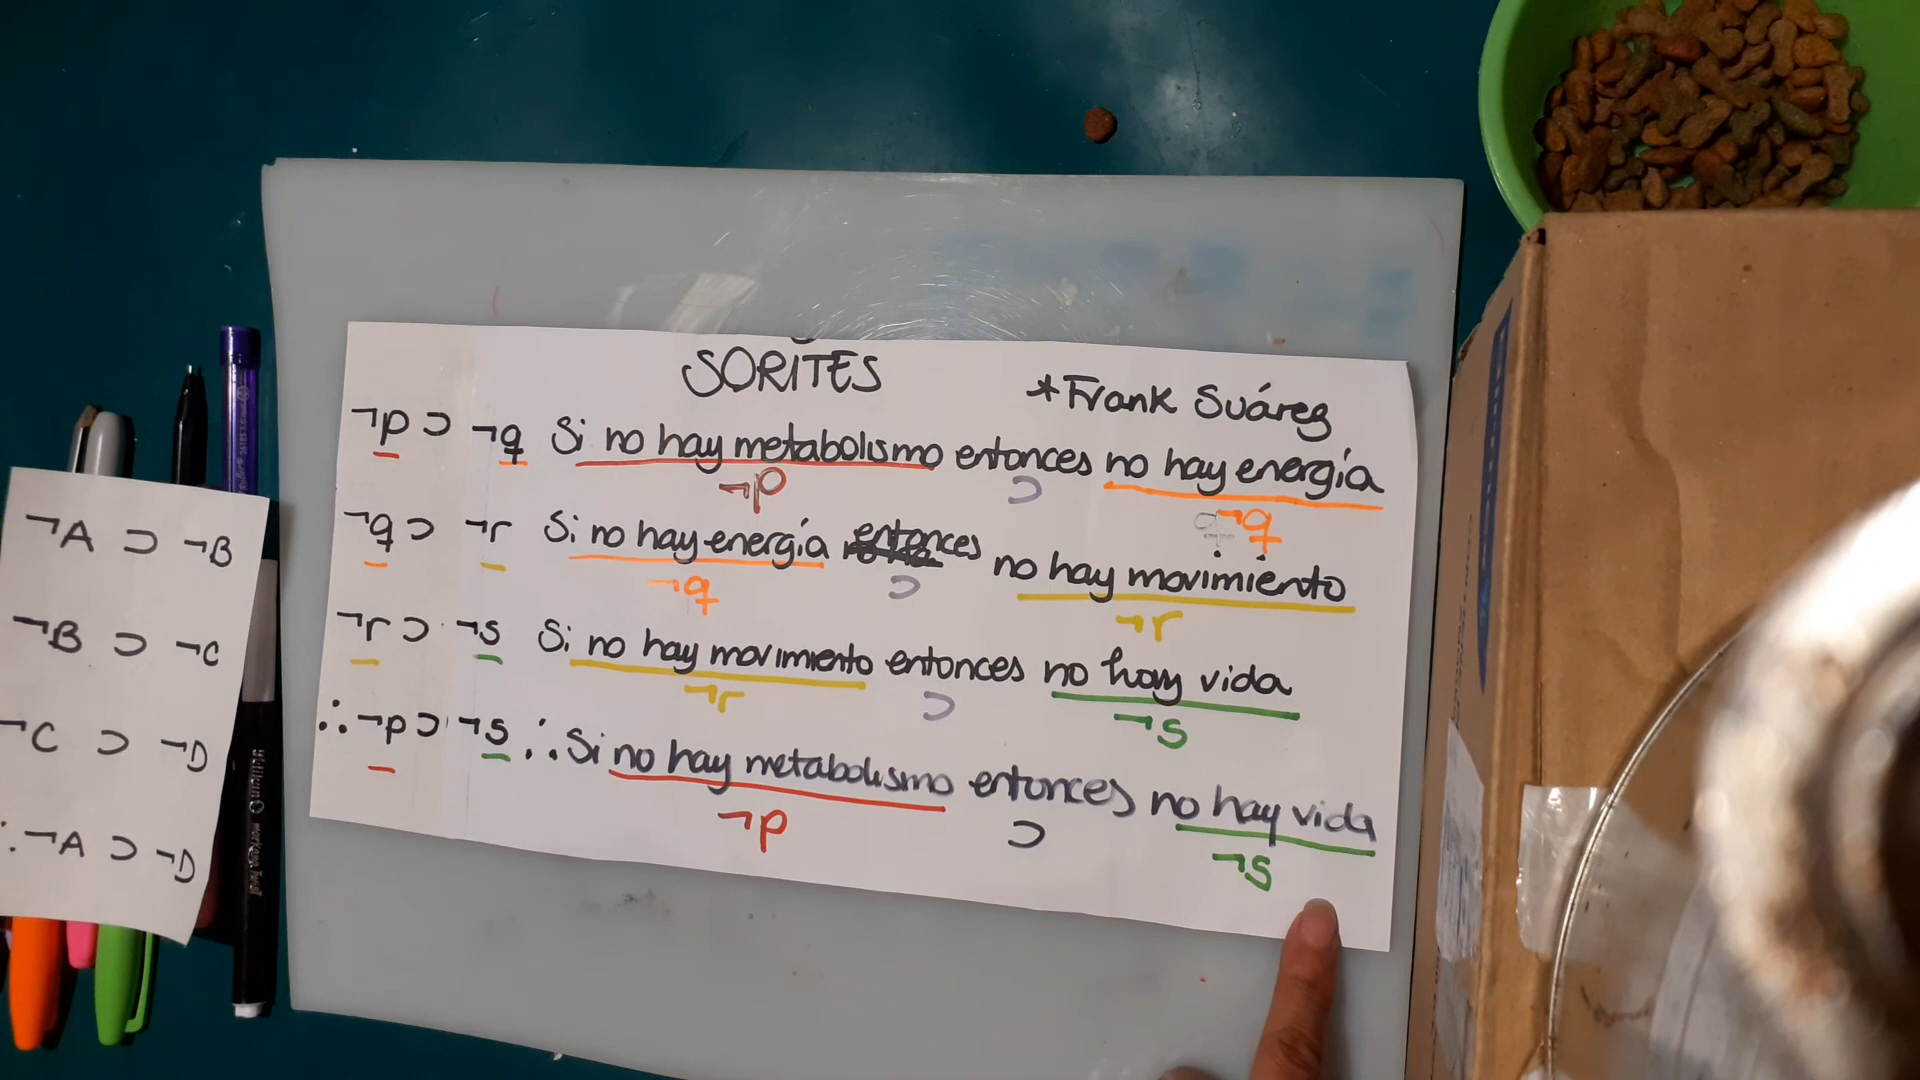 SORITES
*Frank Suárez
¬p ⊃ ¬q Si no hay metabolismo entonces no hay energía
¬p ⊃ ¬q
¬q ⊃ ¬r Si no hay energía entonces no hay movimiento
¬q ⊃ ¬r
¬r ⊃ ¬s Si no hay movimiento entonces no hay vida
¬r ⊃ ¬s
∴ ¬p ⊃ ¬s ∴ Si no hay metabolismo entonces no hay vida
¬p ⊃ ¬s
¬A ⊃ ¬B
¬B ⊃ ¬C
¬C ⊃ ¬D
∴ ¬A ⊃ ¬D